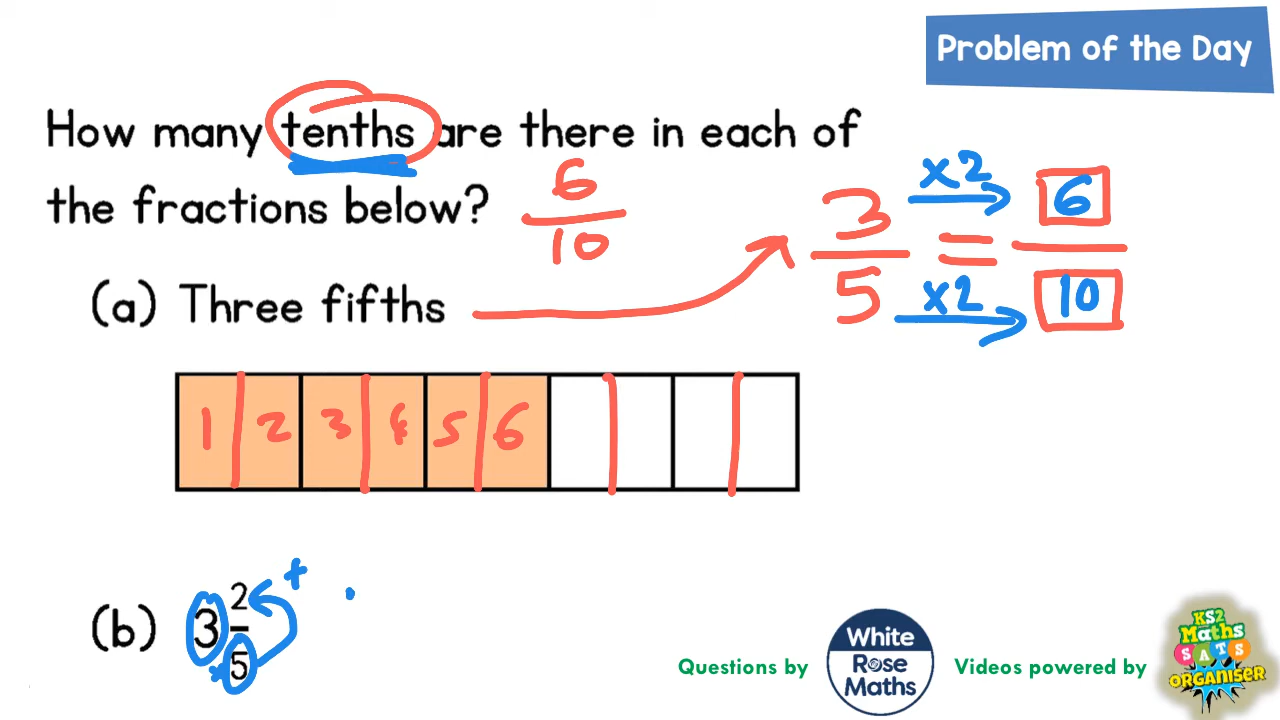 Problem of the Day
How many tenths are there in each of
the fractions below?
6
10
(a) Three fifths
3
5
x2
x2
=
6
10
1 2 3 4 5 6
(b) 3 2/5
x
+
Questions by
White
Rose
Maths
Videos powered by
KS2
Maths
SATS
ORGANISER